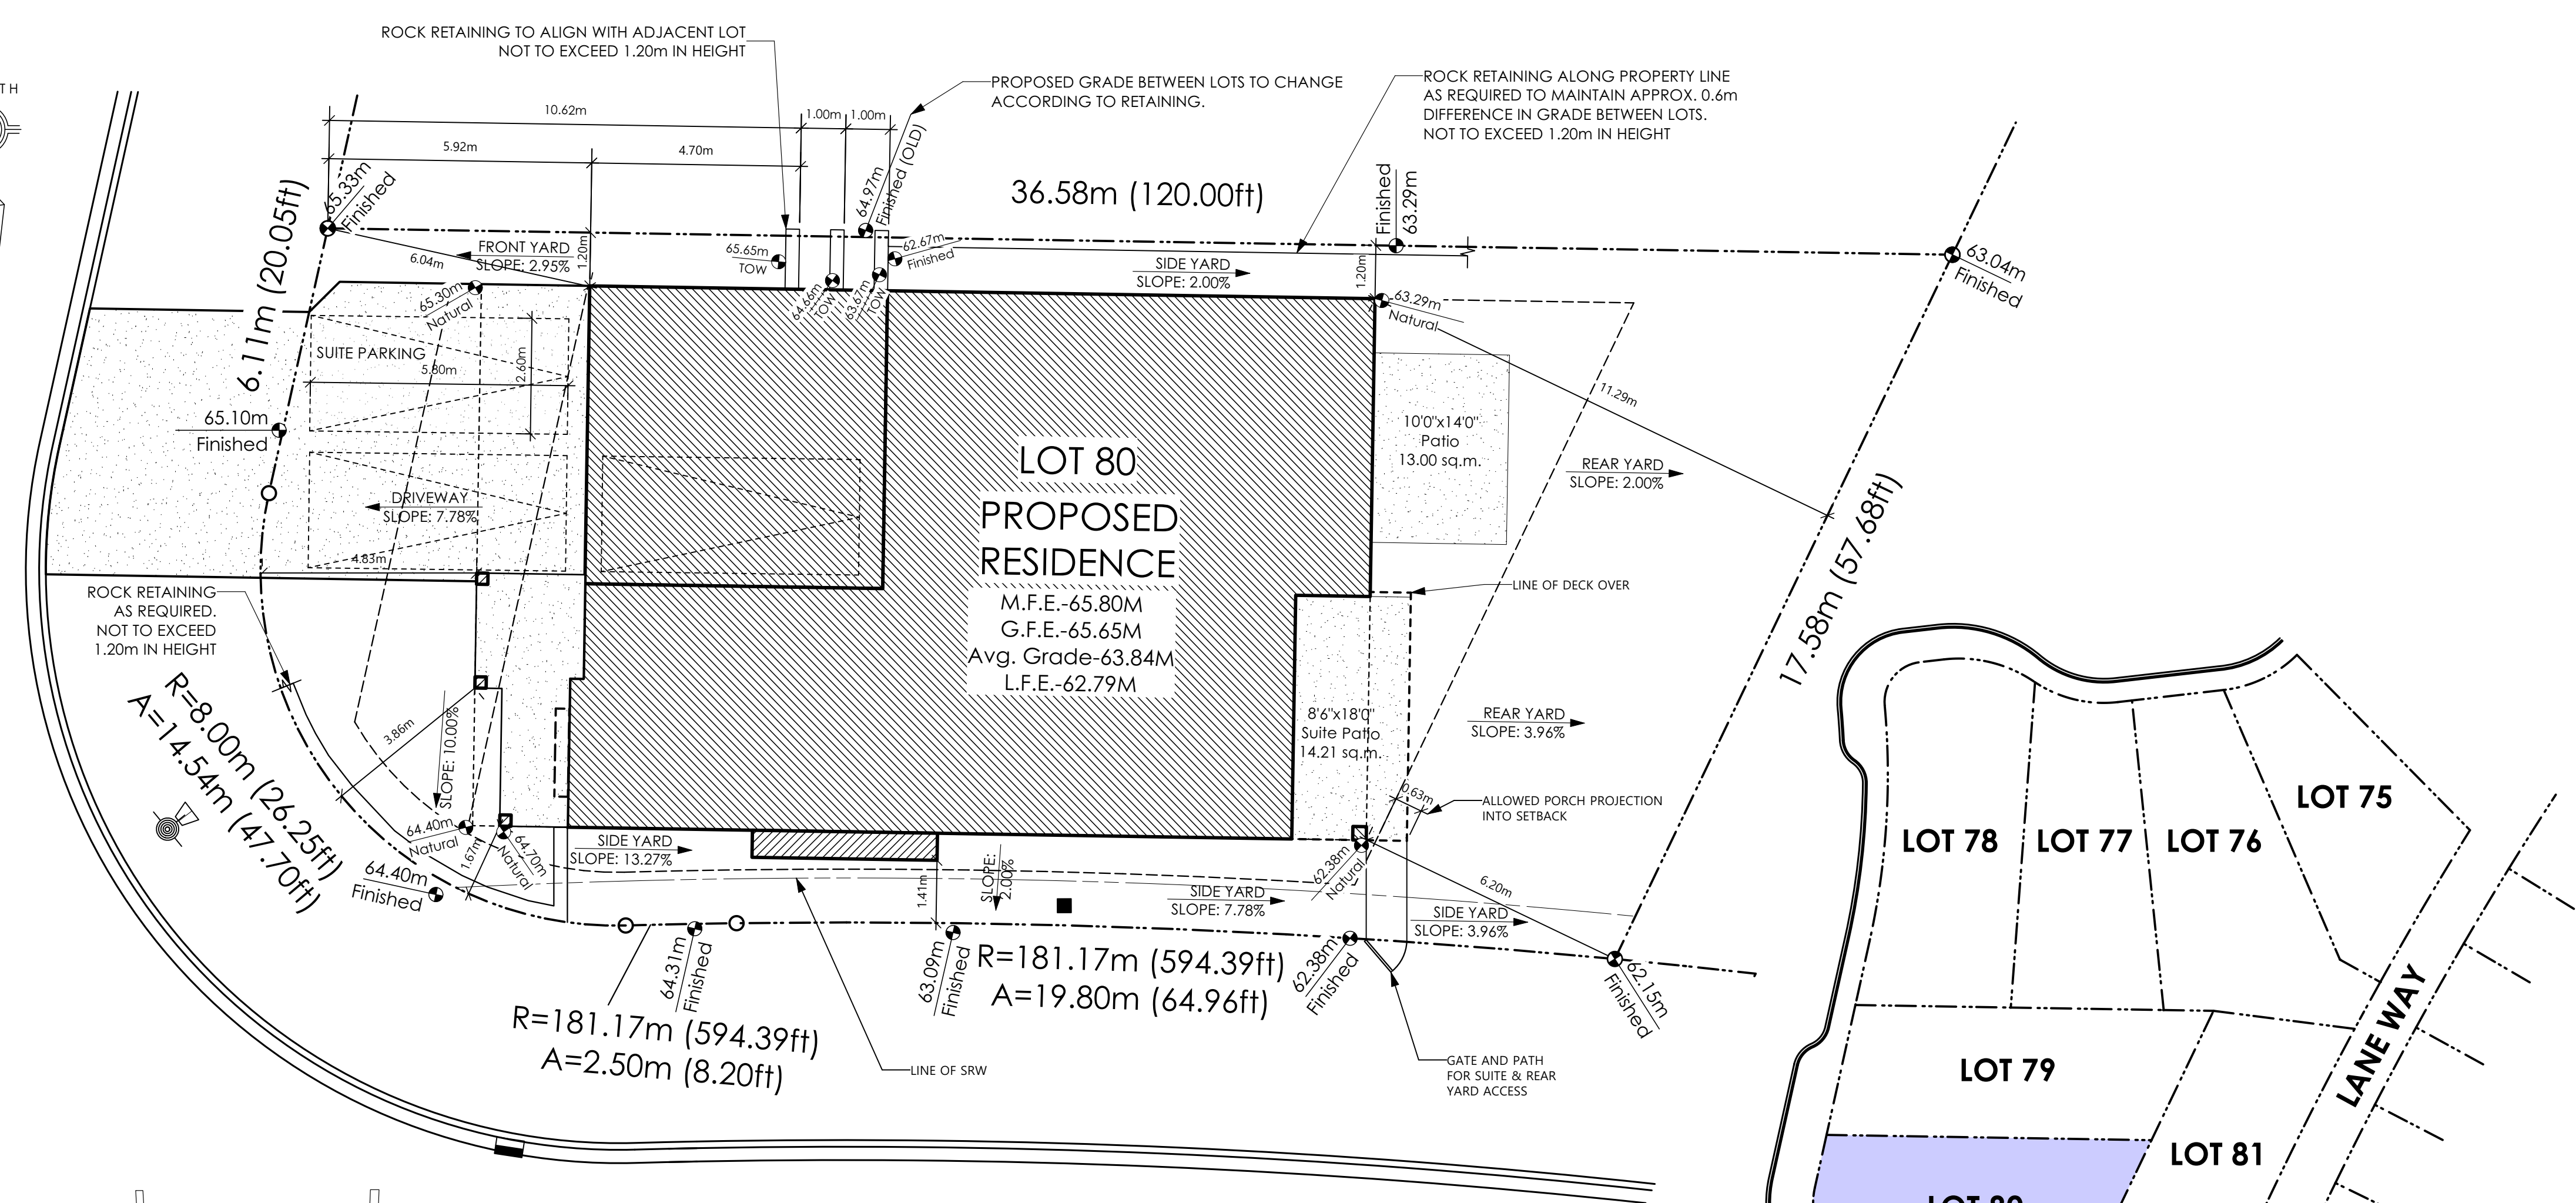 ROCK RETAINING TO ALIGN WITH ADJACENT LOT
NOT TO EXCEED 1.20m IN HEIGHT
PROPOSED GRADE BETWEEN LOTS TO CHANGE
ACCORDING TO RETAINING.
ROCK RETAINING ALONG PROPERTY LINE
AS REQUIRED TO MAINTAIN APPROX. 0.6m
DIFFERENCE IN GRADE BETWEEN LOTS.
NOT TO EXCEED 1.20m IN HEIGHT
TH
10.62m
1.00m
1.00m
5.92m
4.70m
65.33m
Finished
64.97m
Finished (OLD)
36.58m (120.00ft)
Finished
63.29m
6.11m (20.05ft)
FRONT YARD
SLOPE: 2.95%
6.04m
1.20m
65.65m
TOW
62.67m
Finished
64.66m
TOW
63.67m
TOW
SIDE YARD
SLOPE: 2.00%
1.20m
63.04m
Finished
65.30m
Natural
63.29m
Natural
SUITE PARKING
5.80m
2.60m
65.10m
Finished
11.29m
10'0"x14'0"
Patio
13.00 sq.m.
REAR YARD
SLOPE: 2.00%
DRIVEWAY
SLOPE: 7.78%
4.83m
LOT 80
PROPOSED
RESIDENCE
M.F.E.-65.80M
G.F.E.-65.65M
Avg. Grade-63.84M
L.F.E.-62.79M
LINE OF DECK OVER
17.58m (57.68ft)
ROCK RETAINING
AS REQUIRED.
NOT TO EXCEED
1.20m IN HEIGHT
R=8.00m (26.25ft)
A=14.54m (47.70ft)
3.86m
SLOPE: 10.00%
8'6"x18'0"
Suite Patio
14.21 sq.m.
REAR YARD
SLOPE: 3.96%
0.63m
ALLOWED PORCH PROJECTION
INTO SETBACK
64.40m
Natural
1.67m
64.70m
Natural
64.40m
Finished
SIDE YARD
SLOPE: 13.27%
1.41m
SLOPE:
2.00%
SIDE YARD
SLOPE: 7.78%
62.38m
Natural
6.20m
SIDE YARD
SLOPE: 3.96%
64.31m
Finished
63.09m
Finished
R=181.17m (594.39ft)
A=19.80m (64.96ft)
62.38m
Finished
62.15m
Finished
R=181.17m (594.39ft)
A=2.50m (8.20ft)
LINE OF SRW
GATE AND PATH
FOR SUITE & REAR
YARD ACCESS
LOT 75
LOT 78
LOT 77
LOT 76
LOT 79
LANE WAY
LOT 81
LOT 80